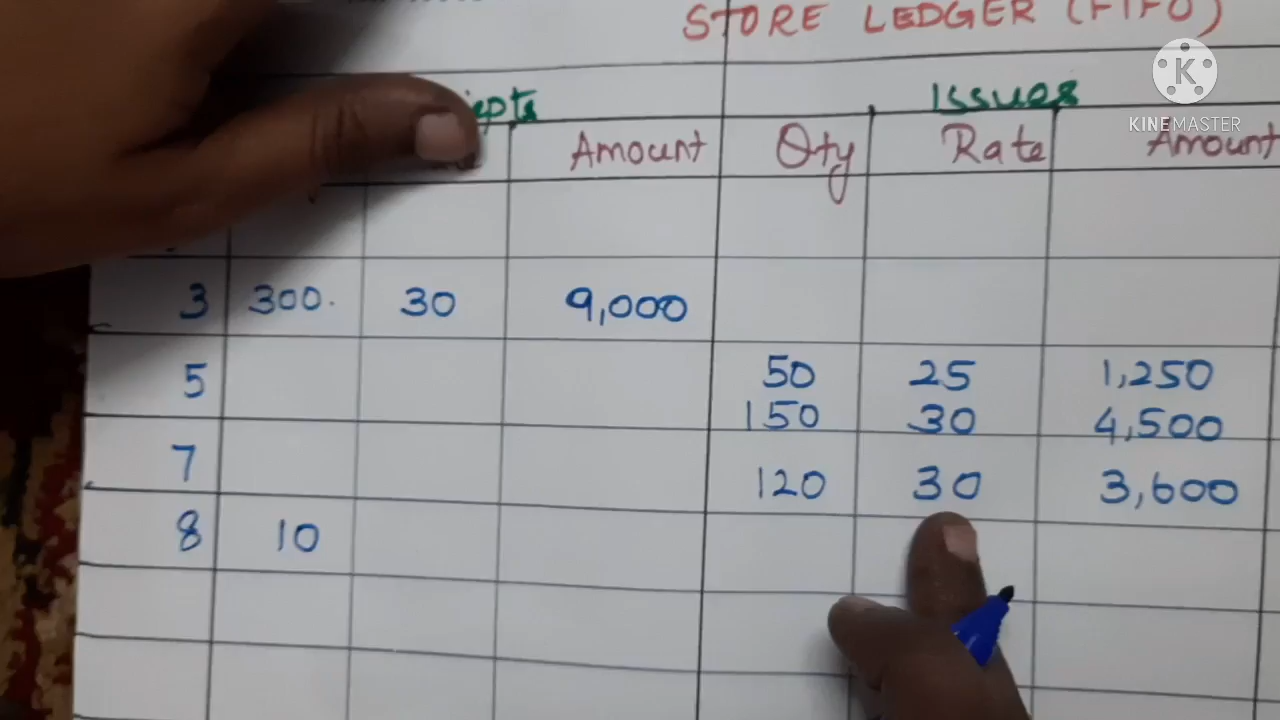 STORE LEDGER (FIFO)
Issues
Amount Qty Rate Amount
3 300. 30 9,000
5 50 25 1,250
150 30 4,500
7 120 30 3,600
8 10
KINEMASTER